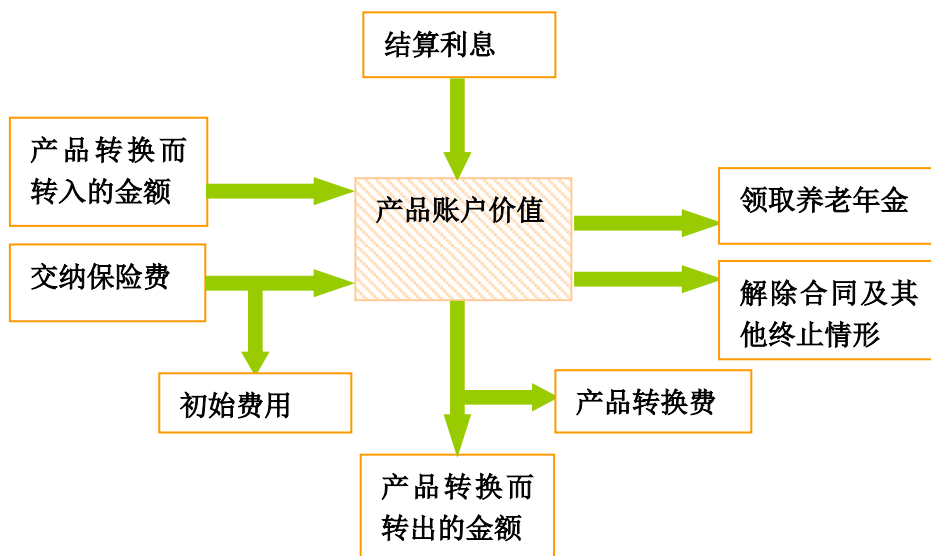 结算利息
产品转换而
转入的金额
产品账户价值
领取养老年金
交纳保险费
解除合同及其
他终止情形
初始费用
产品转换费
产品转换而
转出的金额